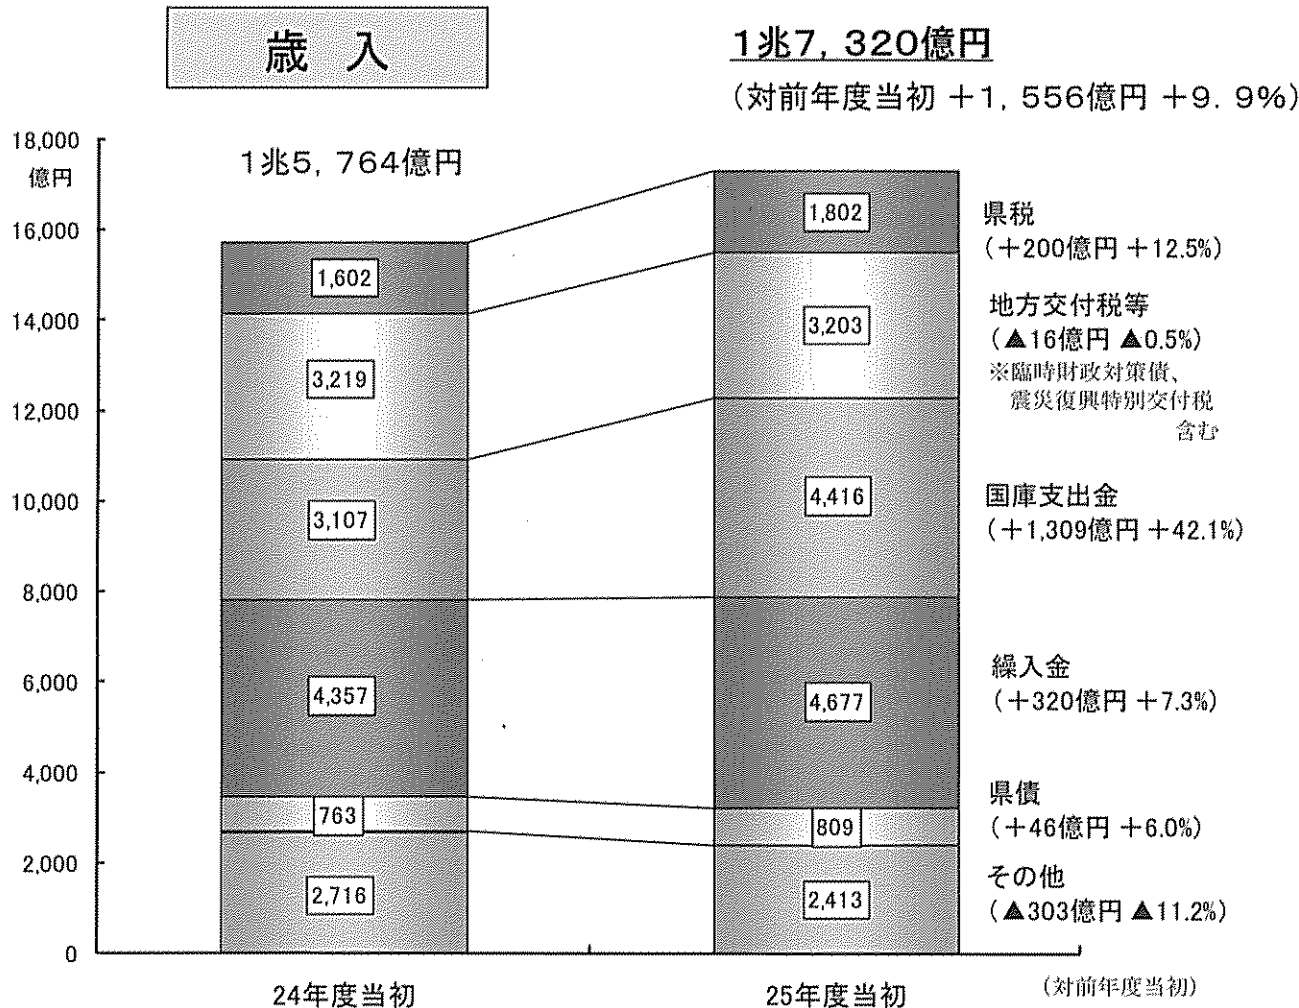 歳 入
1兆7,320億円
(対前年度当初 +1,556億円 +9.9%)
18,000
億円
16,000
14,000
12,000
10,000
8,000
6,000
4,000
2,000
0
1兆5,764億円
1,602
3,219
3,107
4,357
763
2,716
24年度当初
1,802
3,203
4,416
4,677
809
2,413
25年度当初
県税
(+200億円 +12.5%)
地方交付税等
(▲16億円 ▲0.5%)
※臨時財政対策債、
震災復興特別交付税
含む
国庫支出金
(+1,309億円 +42.1%)
繰入金
(+320億円 +7.3%)
県債
(+46億円 +6.0%)
その他
(▲303億円 ▲11.2%)
(対前年度当初)